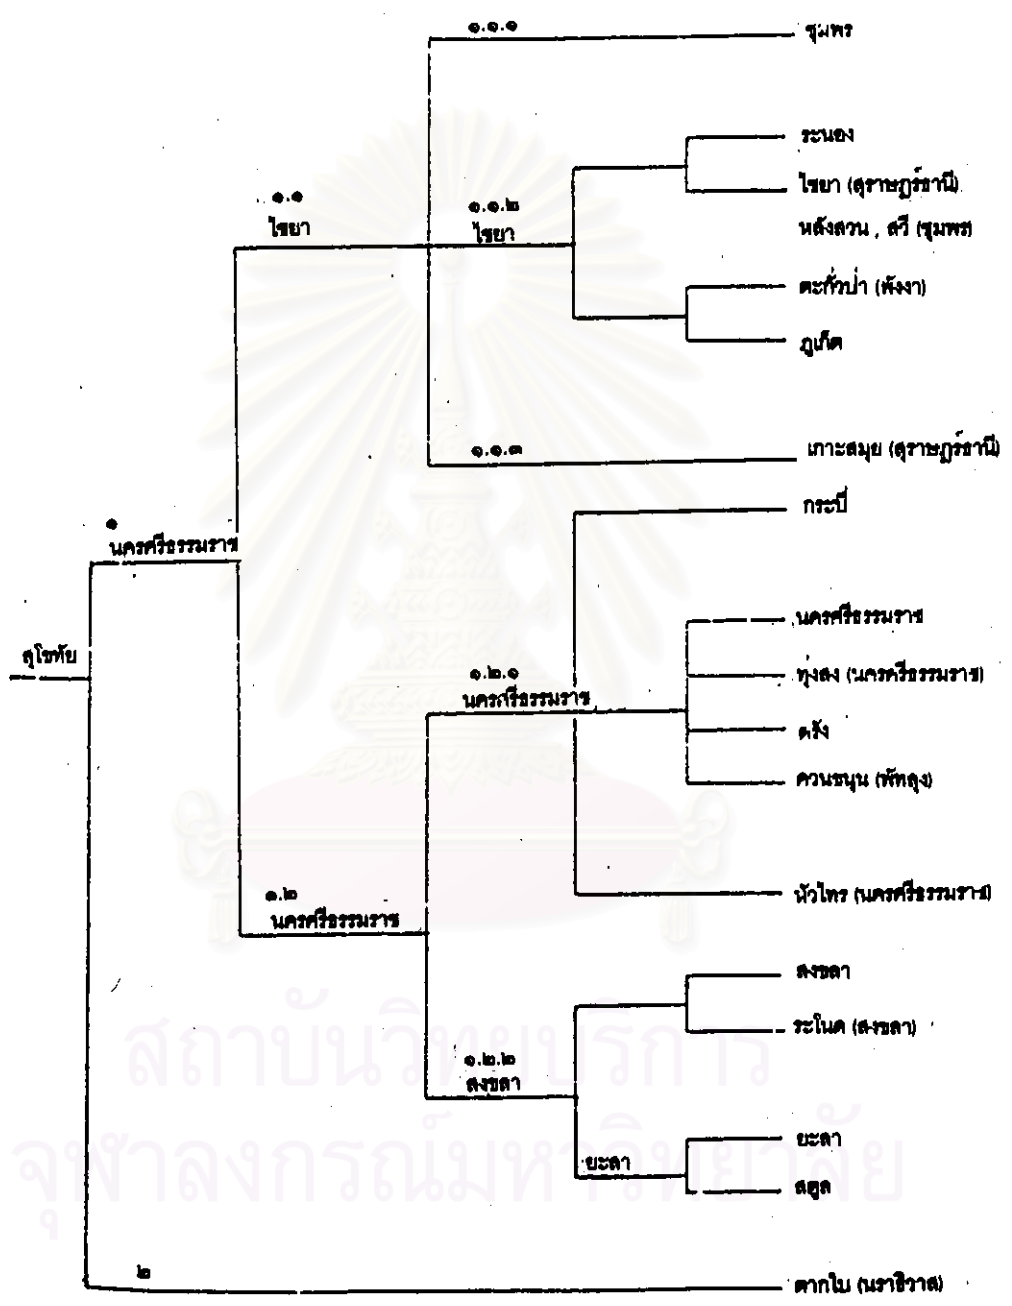 ๑.๑.๑
ชุมพร
ระนอง
๑.๑
ไชยา
๑.๑.๒
ไชยา
ไชยา (สุราษฎร์ธานี)
หลังสวน , สวี (ชุมพร)
ตะกั่วป่า (พังงา)
ภูเก็ต
๑.๑.๓
เกาะสมุย (สุราษฎร์ธานี)
กระบี่
๑
นครศรีธรรมราช
นครศรีธรรมราช
สุโขทัย
๑.๒.๑
นครศรีธรรมราช
ทุ่งสง (นครศรีธรรมราช)
ตรัง
ควนขนุน (พัทลุง)
๑.๒
นครศรีธรรมราช
หัวไทร (นครศรีธรรมราช)
สงขลา
ระโนด (สงขลา)
๑.๒.๒
สงขลา
ยะลา
ยะลา
สตูล
๒
ตากใบ (นราธิวาส)
สถาบันวิทยบริการ
จุฬาลงกรณ์มหาวิทยาลัย